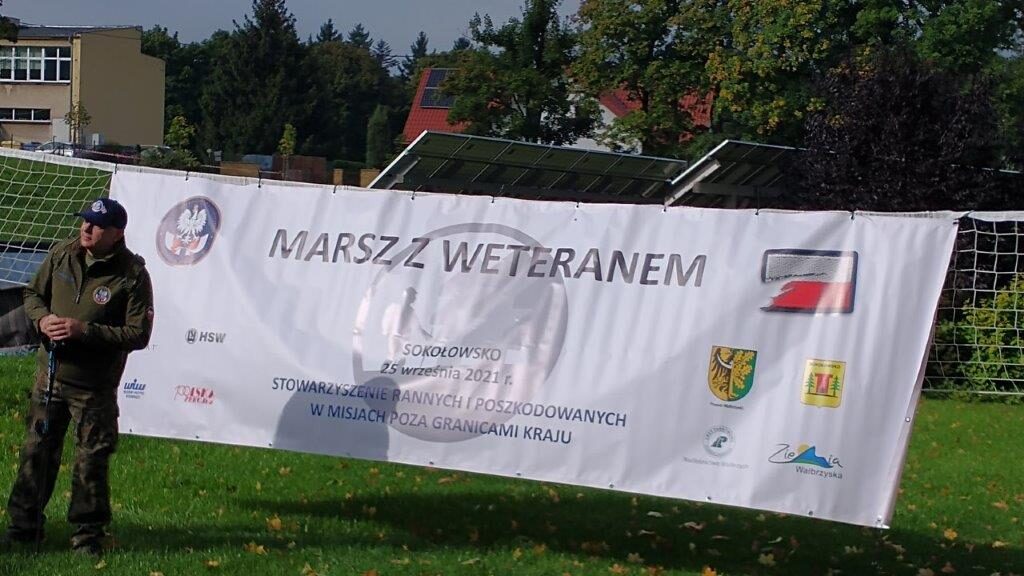 MARSZ Z WETERANEM
SOKOŁOWSKO
25 września 2021 r.
STOWARZYSZENIE RANNYCH I POSZKODOWANYCH
W MISJACH POZA GRANICAMI KRAJU
HSW
Ziemia
Wałbrzyska